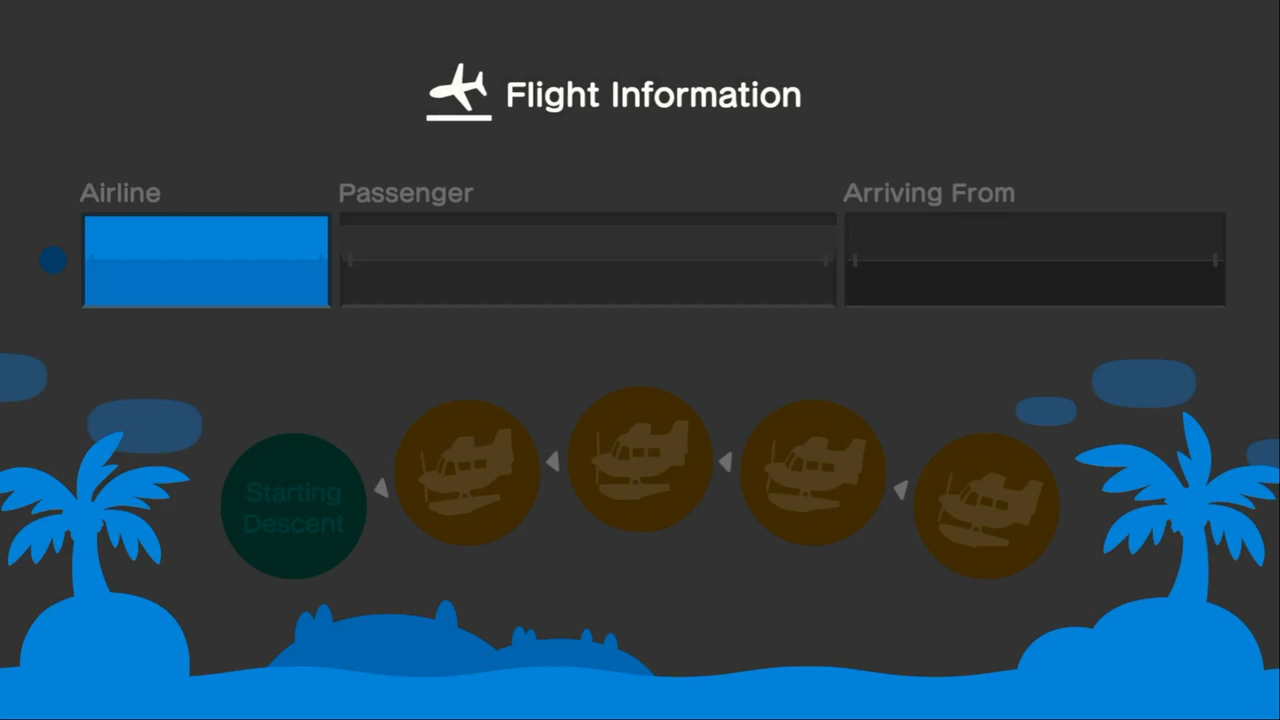 Flight Information
Airline
Passenger
Arriving From
Starting
Descent